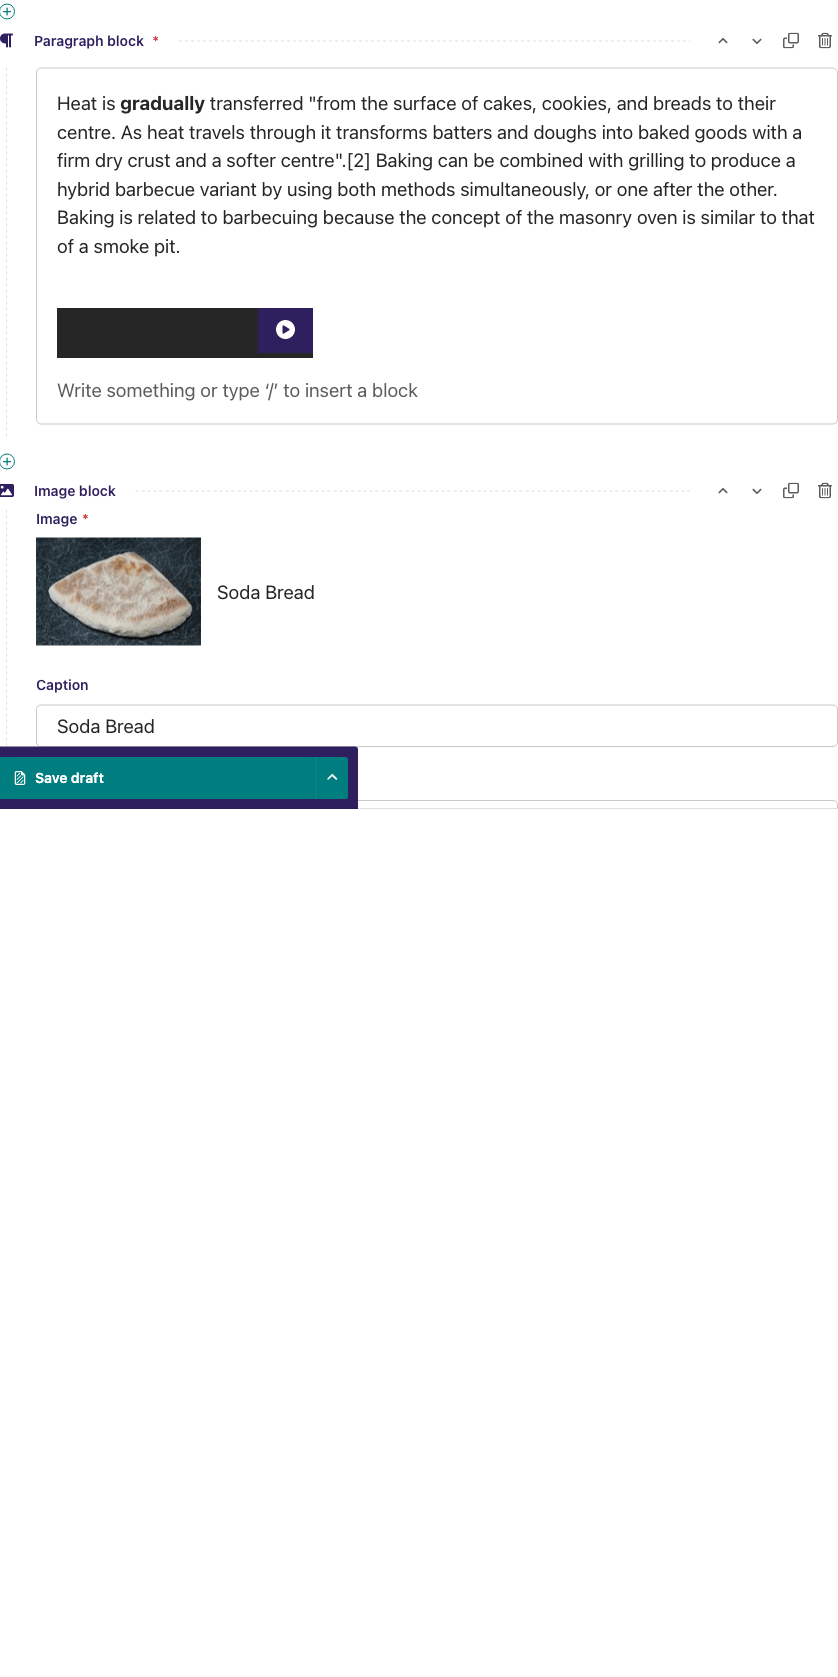 Paragraph block *
Heat is gradually transferred "from the surface of cakes, cookies, and breads to their
centre. As heat travels through it transforms batters and doughs into baked goods with a
firm dry crust and a softer centre".[2] Baking can be combined with grilling to produce a
hybrid barbecue variant by using both methods simultaneously, or one after the other.
Baking is related to barbecuing because the concept of the masonry oven is similar to that
of a smoke pit.
Write something or type ‘/’ to insert a block
Image block
Image *
Soda Bread
Caption
Soda Bread
Save draft